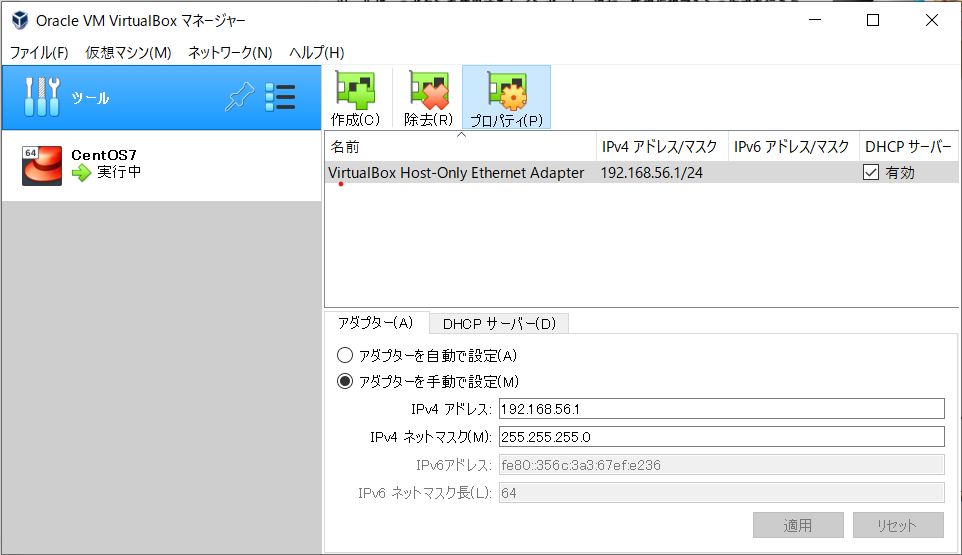 Oracle VM VirtualBox マネージャー
ファイル(F) 仮想マシン(M) ネットワーク(N) ヘルプ(H)
ツール
64
CentOS7
実行中
作成(C) 除去(R) プロパティ(P)
名前 IPv4 アドレス/マスク IPv6 アドレス/マスク DHCP サーバー
VirtualBox Host-Only Ethernet Adapter 192.168.56.1/24 有効
アダプター(A) DHCP サーバー(D)
アダプターを自動で設定(A)
アダプターを手動で設定(M)
IPv4 アドレス: 192.168.56.1
IPv4 ネットマスク(M): 255.255.255.0
IPv6アドレス: fe80::356c:3a3:67ef:e236
IPv6 ネットマスク長(L): 64
適用 リセット